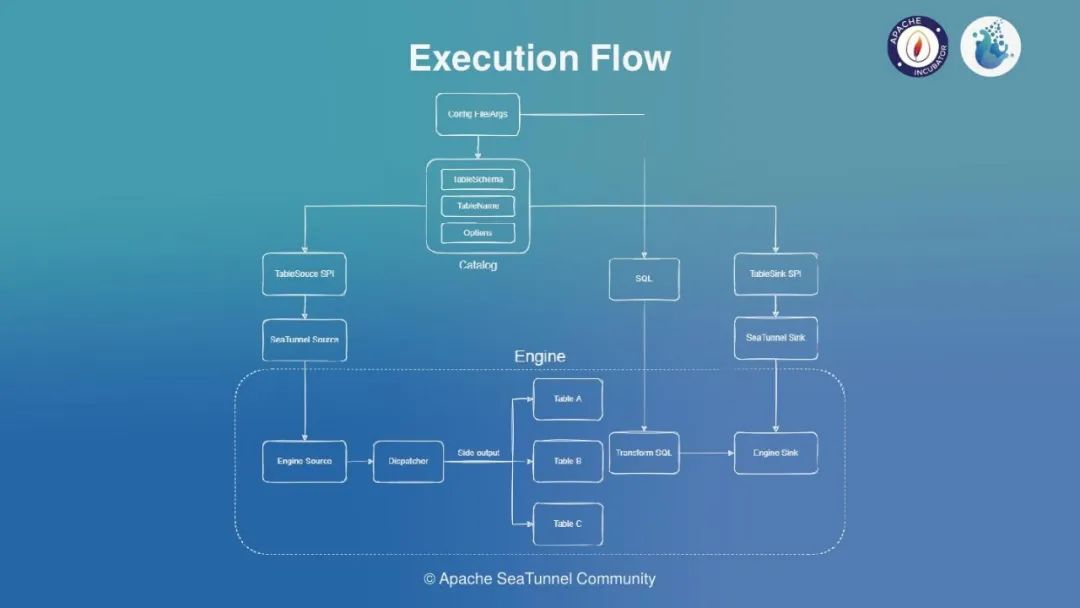 APACHE
INCUBATOR
Execution Flow
Config File/Args
TableSchema
TableName
Options
Catalog
TableSouce SPI
SQL
TableSink SPI
SeaTunnel Source
SeaTunnel Sink
Engine
Table A
Engine Source
Dispatcher
Side output
Table B
Transform SQL
Engine Sink
Table C
© Apache SeaTunnel Community